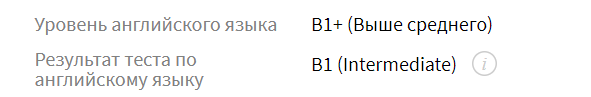 Уровень английского языка B1+ (Выше среднего)
Результат теста по B1 (Intermediate) i
английскому языку